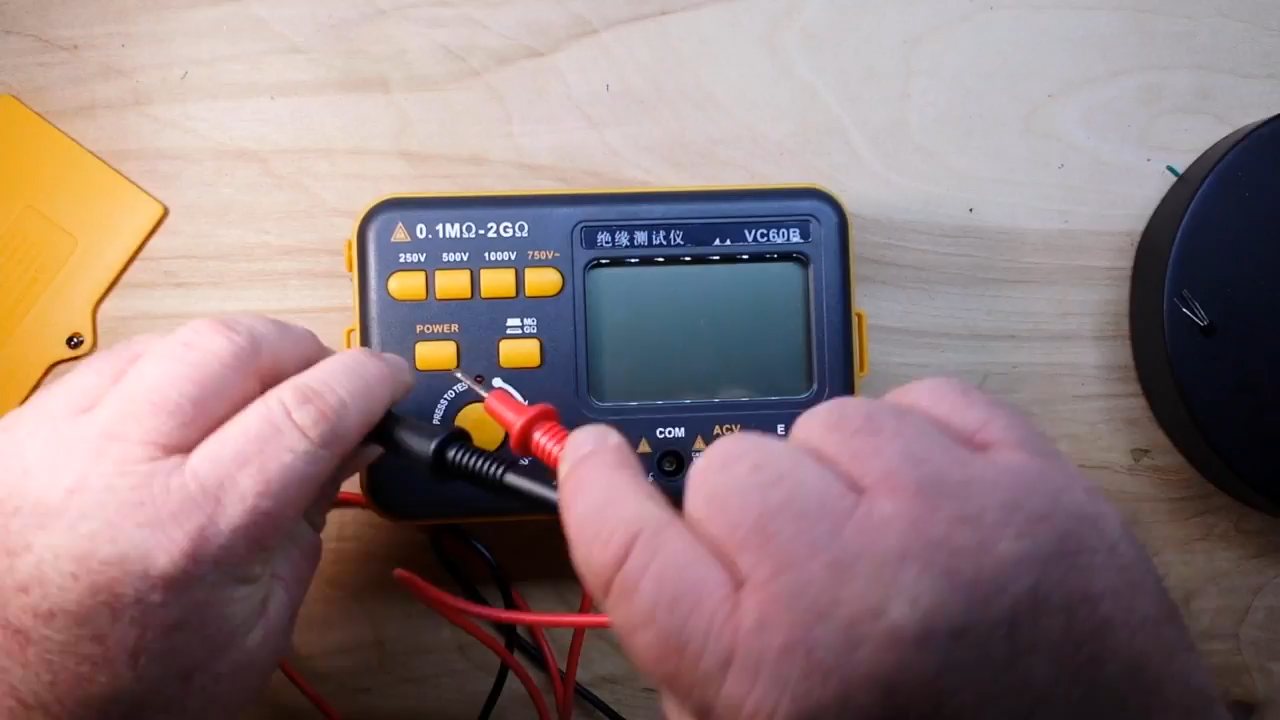 0.1MΩ-2GΩ
绝缘测试仪 VC60B
250V 500V 1000V 750V~
POWER
MΩ
GΩ
PRESS TO TES
COM
ACV
E